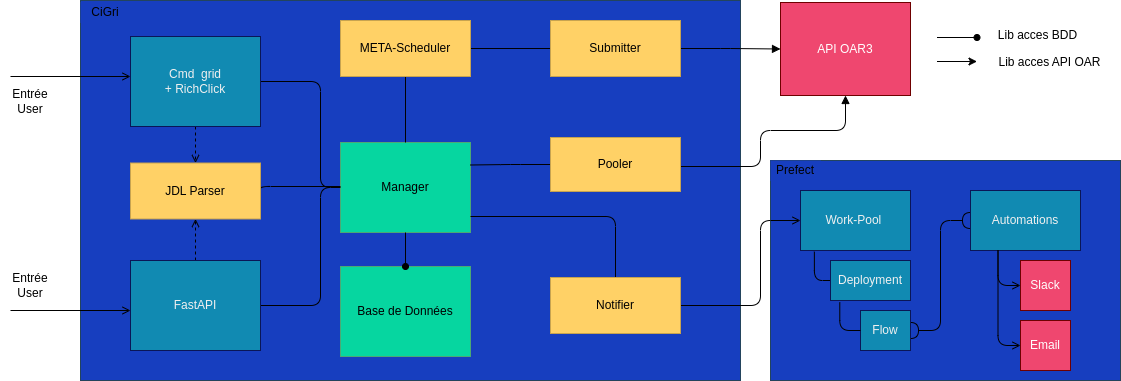 CiGri
Entrée
User
Cmd grid
+ RichClick
JDL Parser
Entrée
User
FastAPI
META-Scheduler
Manager
Base de Données
Submitter
Pooler
Notifier
API OAR3
Lib acces BDD
Lib acces API OAR
Prefect
Work-Pool
Deployment
Flow
Automations
Slack
Email